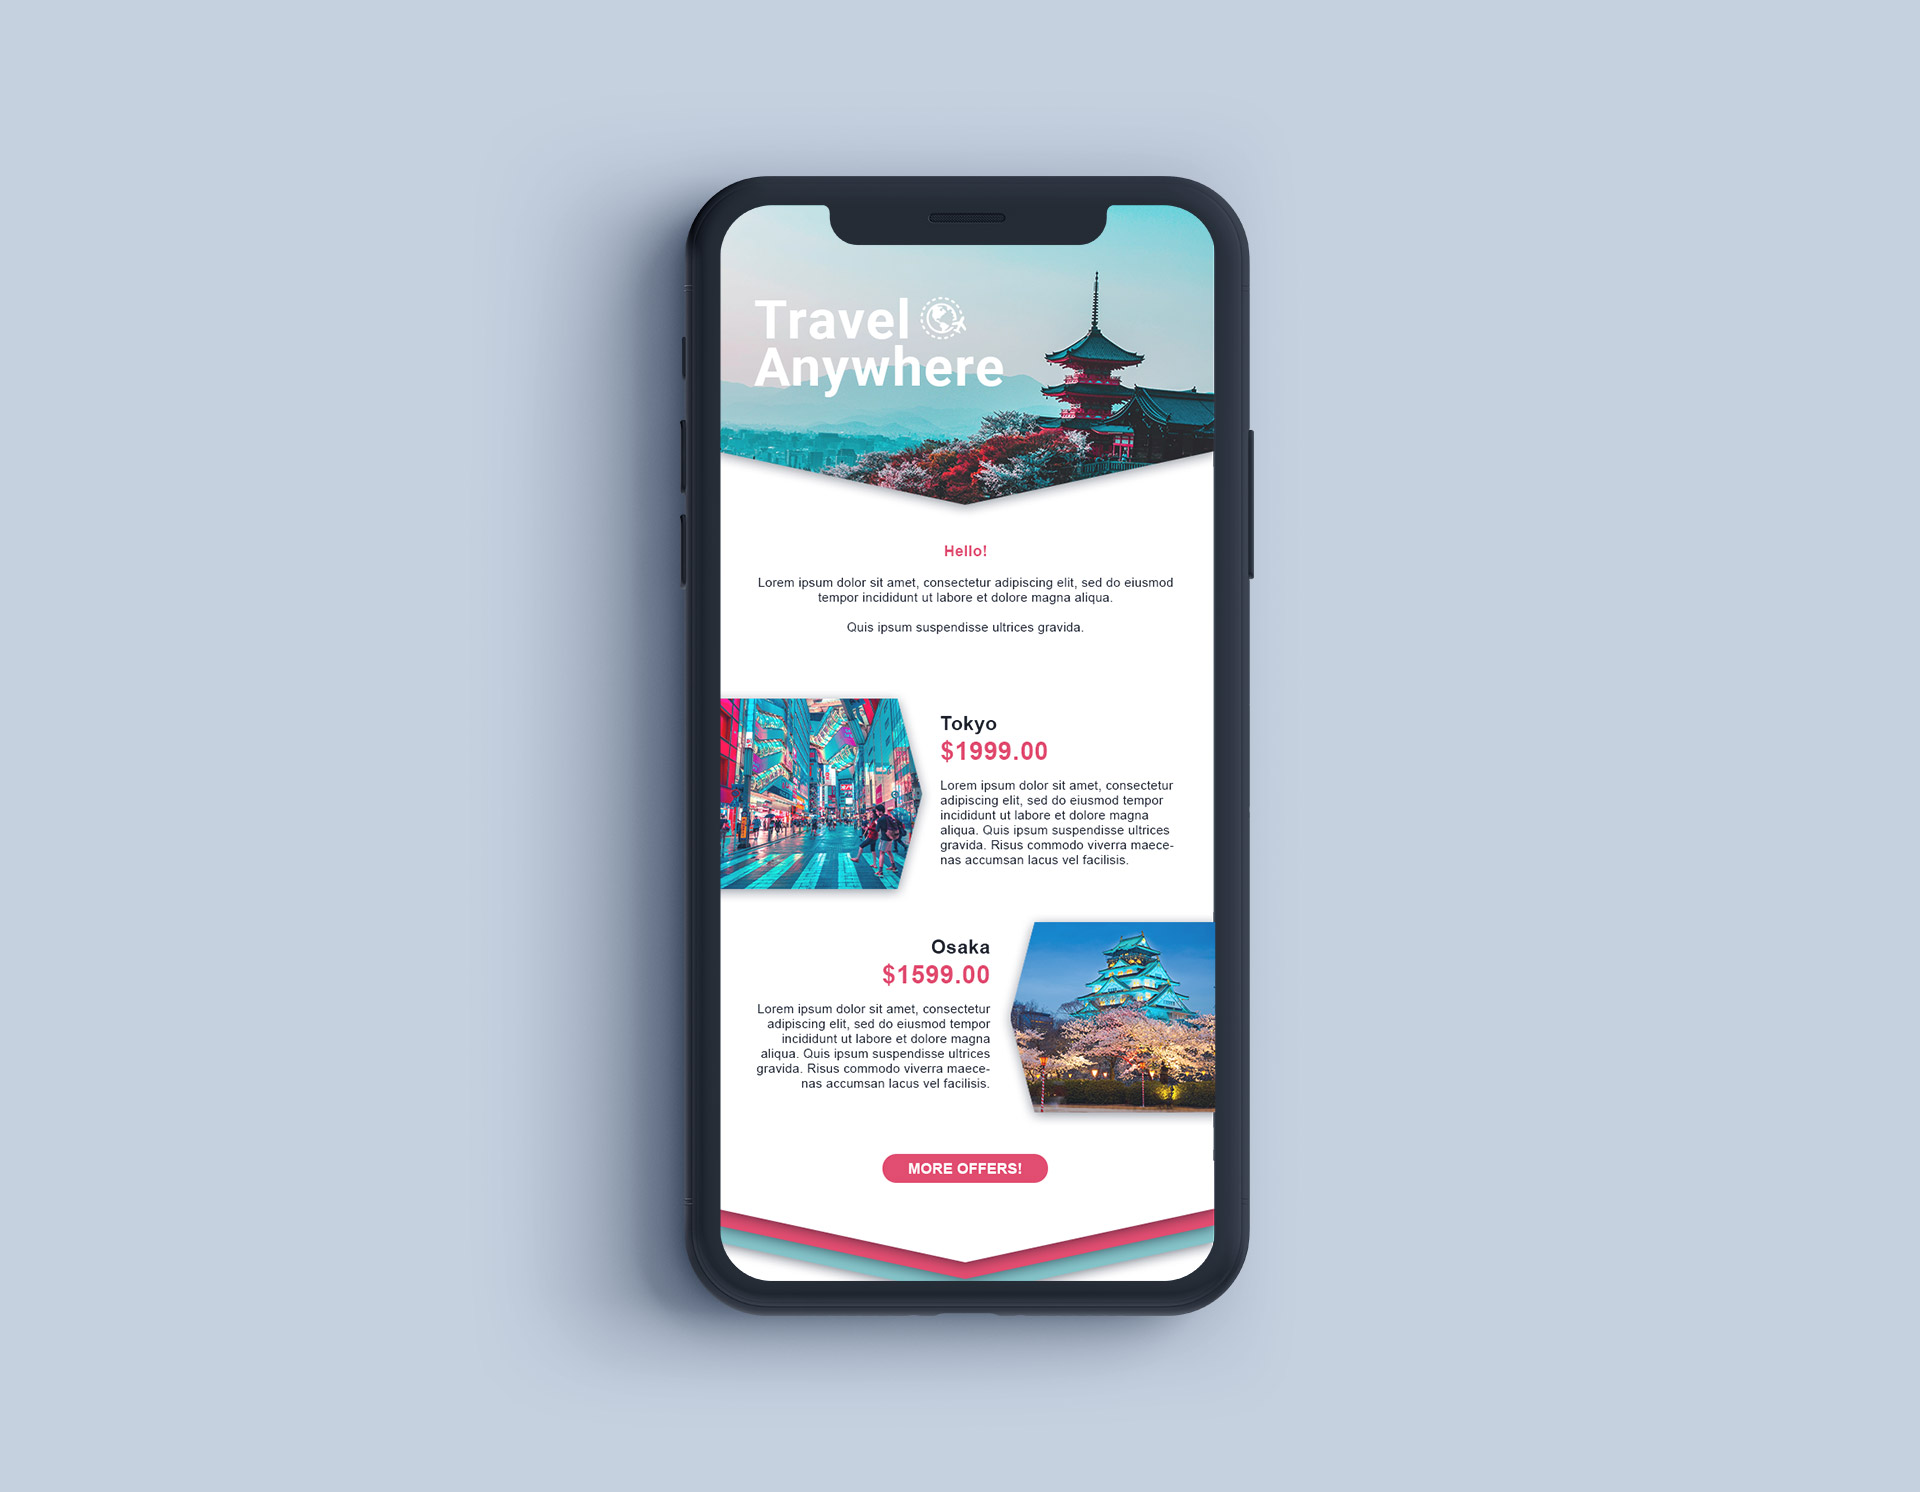 Travel
Anywhere
Hello!
Lorem ipsum dolor sit amet, consectetur adipiscing elit, sed do eiusmod
tempor incididunt ut labore et dolore magna aliqua.
Quis ipsum suspendisse ultrices gravida.
Tokyo
$1999.00
Lorem ipsum dolor sit amet, consectetur
adipiscing elit, sed do eiusmod tempor
incididunt ut labore et dolore magna
aliqua. Quis ipsum suspendisse ultrices
gravida. Risus commodo viverra maece-
nas accumsan lacus vel facilisis.
Osaka
$1599.00
Lorem ipsum dolor sit amet, consectetur
adipiscing elit, sed do eiusmod tempor
incididunt ut labore et dolore magna
aliqua. Quis ipsum suspendisse ultrices
gravida. Risus commodo viverra maece-
nas accumsan lacus vel facilisis.
MORE OFFERS!